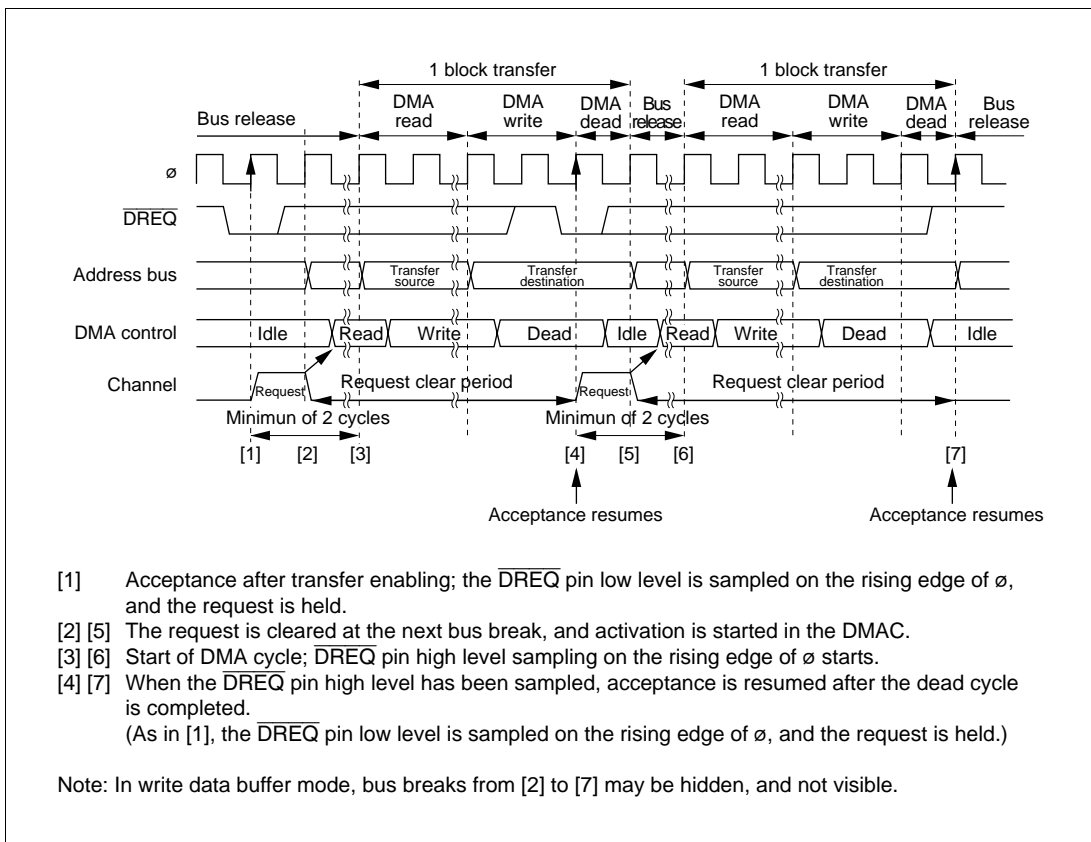 1 block transfer 1 block transfer
DMA read DMA write DMA dead Bus release DMA read DMA write DMA dead Bus release
Bus release
ø
DREQ
Address bus Transfer source Transfer destination Transfer source Transfer destination
DMA control Idle Read Write Dead Idle Read Write Dead Idle
Channel Request Request clear period Request Request clear period
Minimun of 2 cycles Minimun of 2 cycles
[1] [2] [3] [4] [5] [6] [7]
Acceptance resumes Acceptance resumes
[1] Acceptance after transfer enabling; the DREQ pin low level is sampled on the rising edge of ø,
and the request is held.
[2] [5] The request is cleared at the next bus break, and activation is started in the DMAC.
[3] [6] Start of DMA cycle; DREQ pin high level sampling on the rising edge of ø starts.
[4] [7] When the DREQ pin high level has been sampled, acceptance is resumed after the dead cycle
is completed.
(As in [1], the DREQ pin low level is sampled on the rising edge of ø, and the request is held.)
Note: In write data buffer mode, bus breaks from [2] to [7] may be hidden, and not visible.